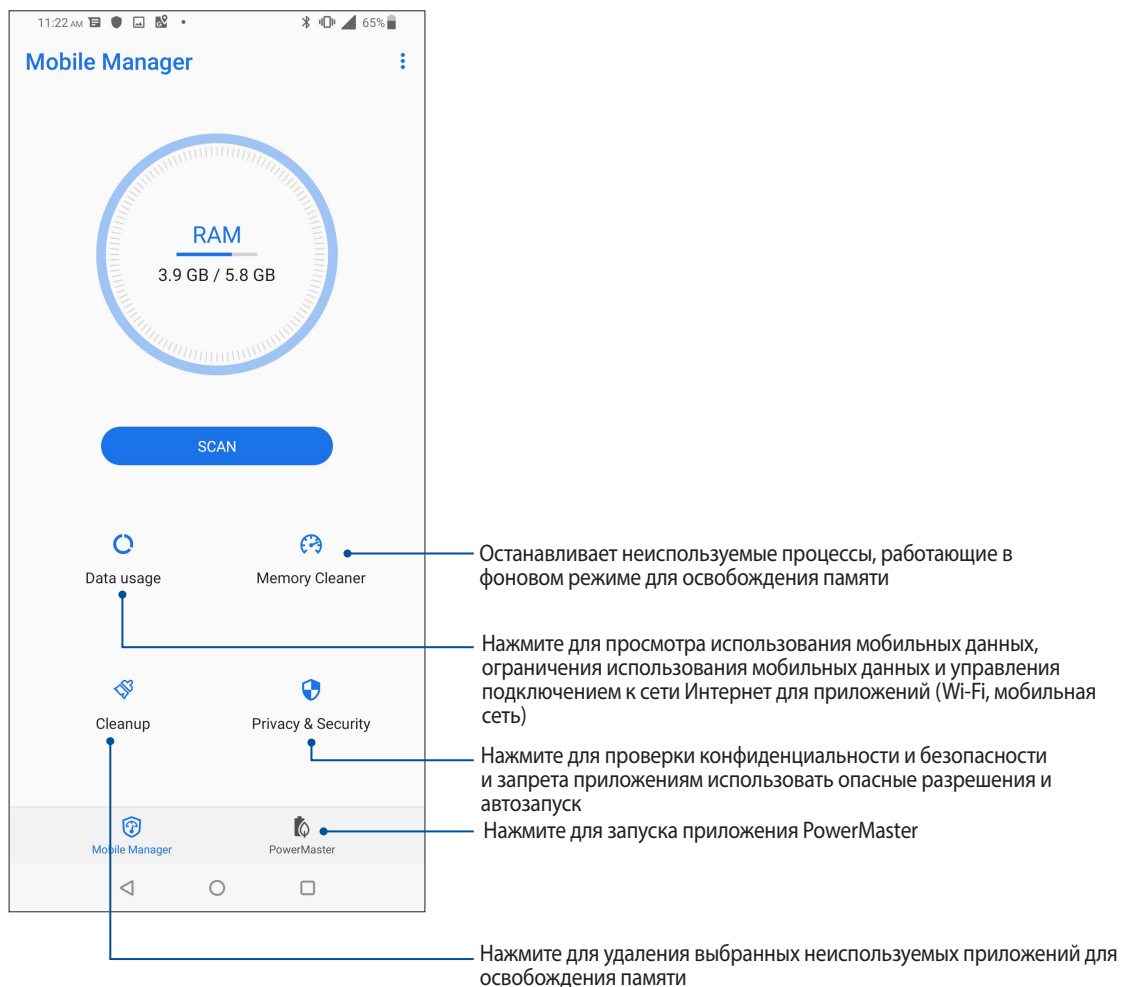 11:22 AM
65%
Mobile Manager
RAM
3.9 GB / 5.8 GB
SCAN
Data usage
Memory Cleaner
Останавливает неиспользуемые процессы, работающие в
фоновом режиме для освобождения памяти
Нажмите для просмотра использования мобильных данных,
ограничения использования мобильных данных и управления
подключением к сети Интернет для приложений (Wi-Fi, мобильная
сеть)
Cleanup
Privacy & Security
Нажмите для проверки конфиденциальности и безопасности
и запрета приложениям использовать опасные разрешения и
автозапуск
Нажмите для запуска приложения PowerMaster
Mobile Manager
PowerMaster
Нажмите для удаления выбранных неиспользуемых приложений для
освобождения памяти